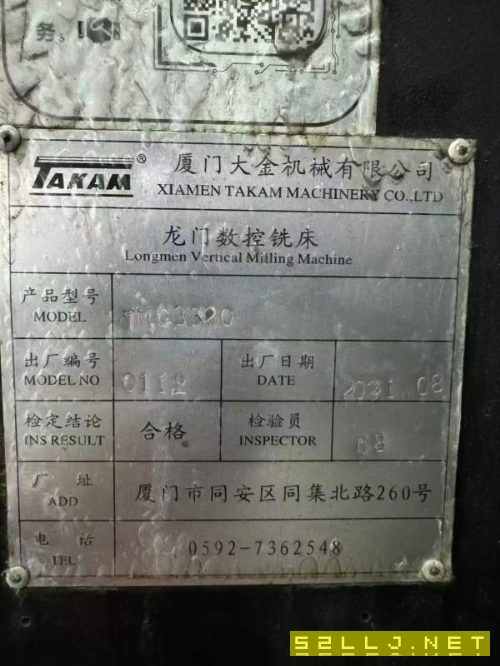 务。
TAKAM® 厦门大金机械有限公司
XIAMEN TAKAM MACHINERY CO.,LTD
龙门数控铣床
Longmen Vertical Milling Machine
产品型号
MODEL
出厂编号 0112 出厂日期 2021.08
MODEL NO DATE
检定结论 合格 检验员
INS RESULT INSPECTOR
厂 址 厦门市同安区同集北路260号
ADD
电 话 0592-7362548
TEL
52LLJ.NET